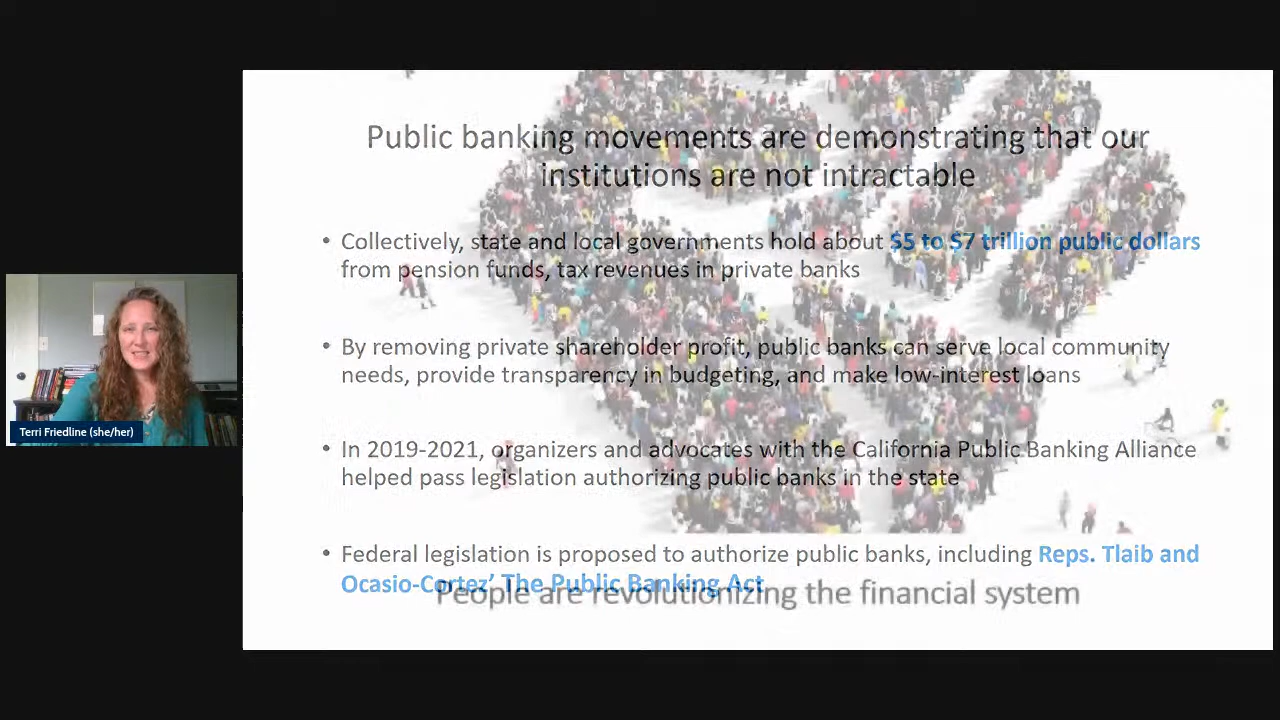 Public banking movements are demonstrating that our
institutions are not intractable
• Collectively, state and local governments hold about $5 to $7 trillion public dollars
from pension funds, tax revenues in private banks
• By removing private shareholder profit, public banks can serve local community
needs, provide transparency in budgeting, and make low-interest loans
Terri Friedline (she/her)
• In 2019-2021, organizers and advocates with the California Public Banking Alliance
helped pass legislation authorizing public banks in the state
• Federal legislation is proposed to authorize public banks, including Reps. Tlaib and
Ocasio-Cortez’ The Public Banking Act
People are revolutionizing the financial system